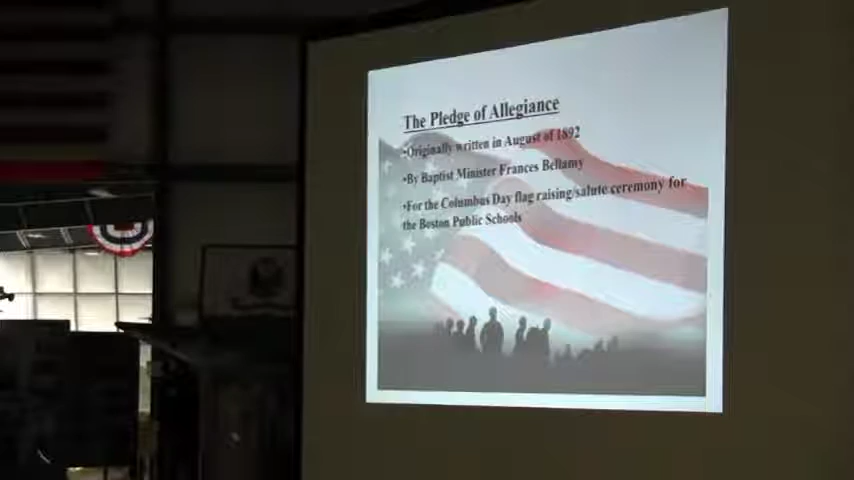 The Pledge of Allegiance
•Originally written in August of 1892
•By Baptist Minister Frances Bellamy
•For the Columbus Day flag raising/salute ceremony for
the Boston Public Schools